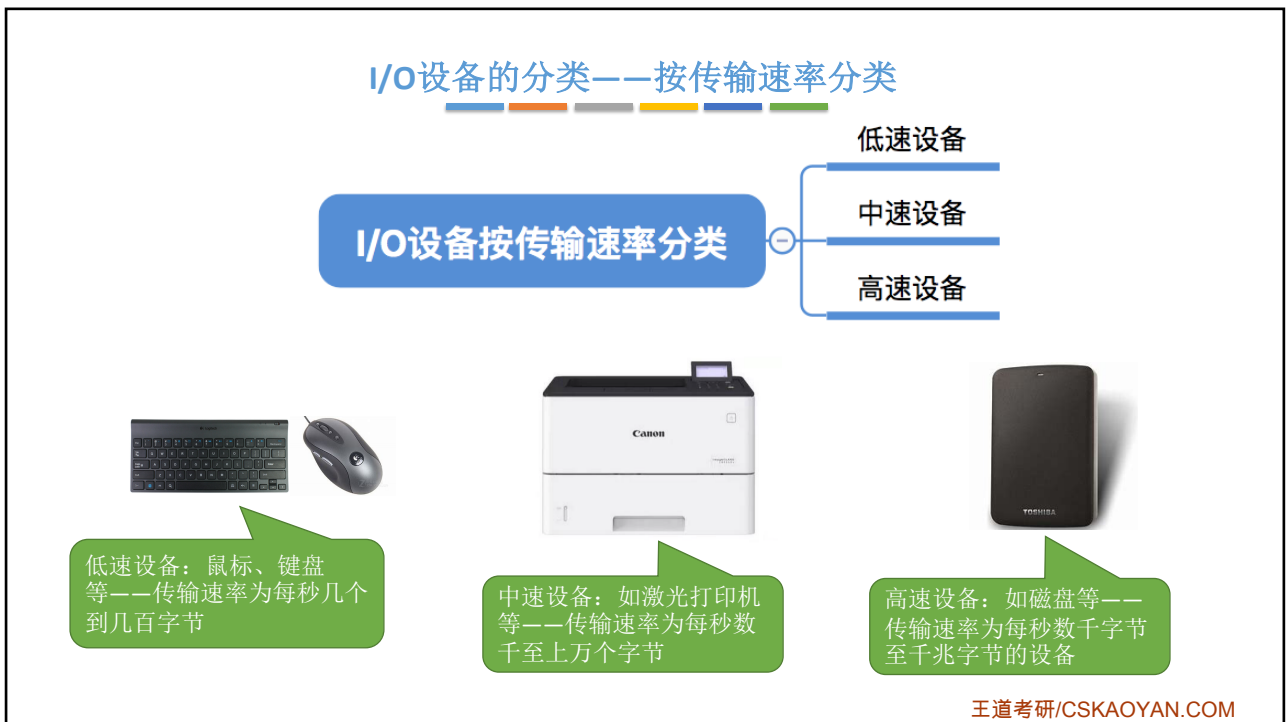 I/O设备的分类——按传输速率分类
I/O设备按传输速率分类
低速设备
中速设备
高速设备
Canon
TOSHIBA
低速设备：鼠标、键盘
等——传输速率为每秒几个
到几百字节
中速设备：如激光打印机
等——传输速率为每秒数
千至上万个字节
高速设备：如磁盘等——
传输速率为每秒数千字节
至千兆字节的设备
王道考研/CSKAOYAN.COM